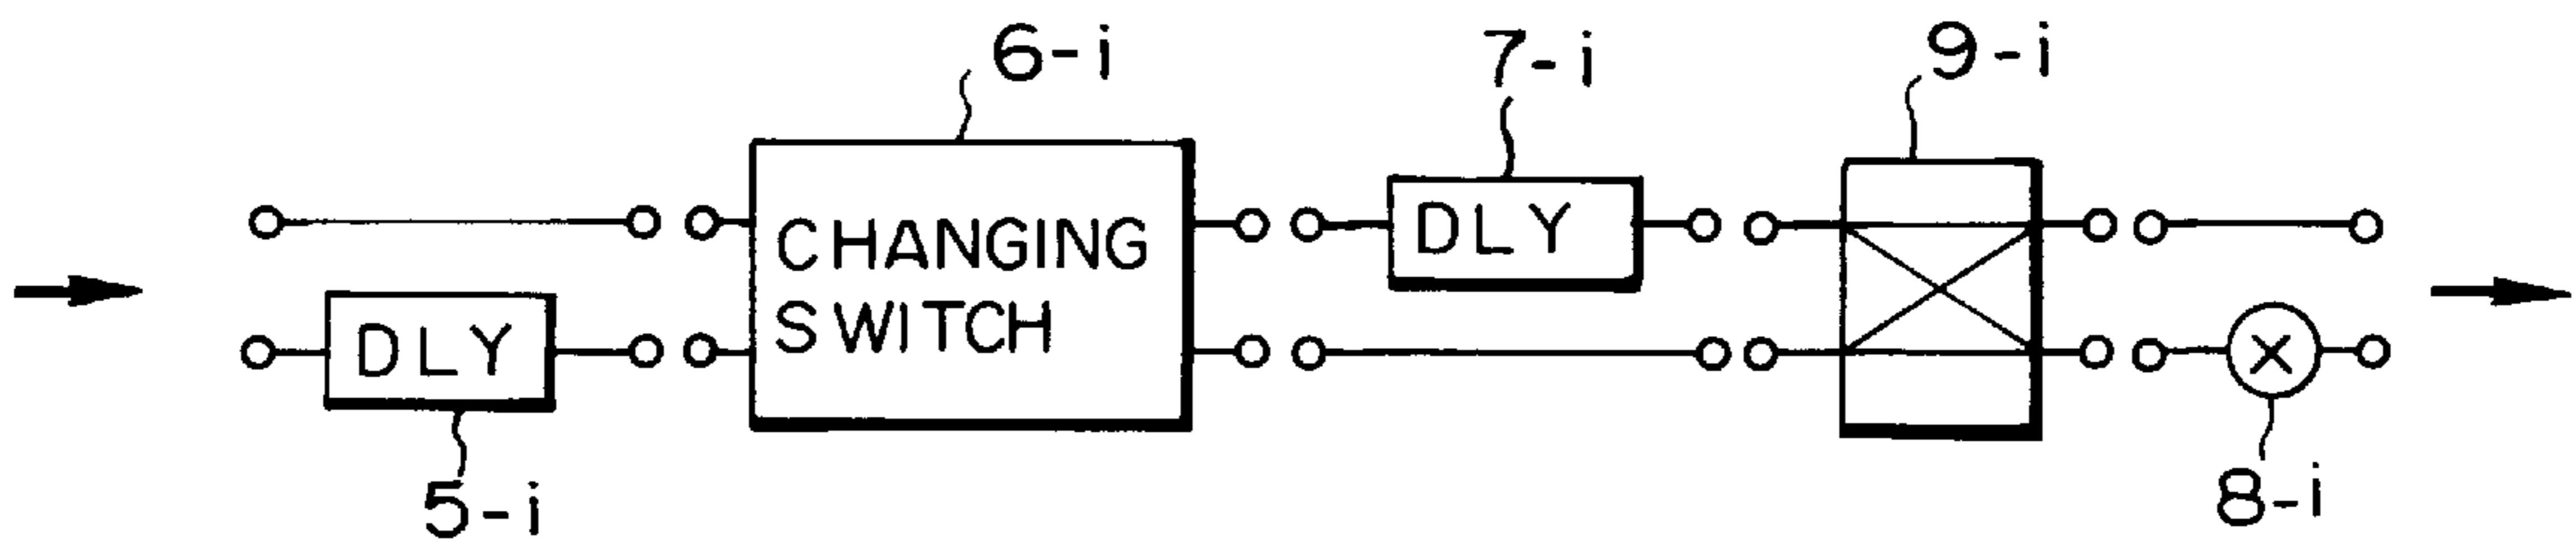 6-i
7-i
9-i
CHANGING
SWITCH
DLY
DLY
×
5-i
8-i